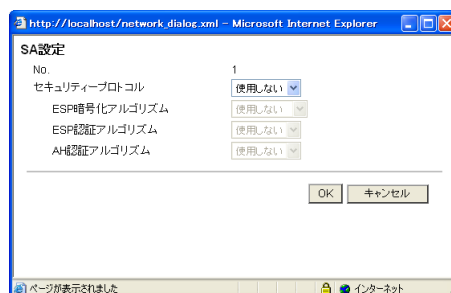 http://localhost/network_dialog.xml - Microsoft Internet Explorer
SA設定
No. 1
セキュリティープロトコル 使用しない
ESP暗号化アルゴリズム 使用しない
ESP認証アルゴリズム 使用しない
AH認証アルゴリズム 使用しない
OK キャンセル
ページが表示されました インターネット